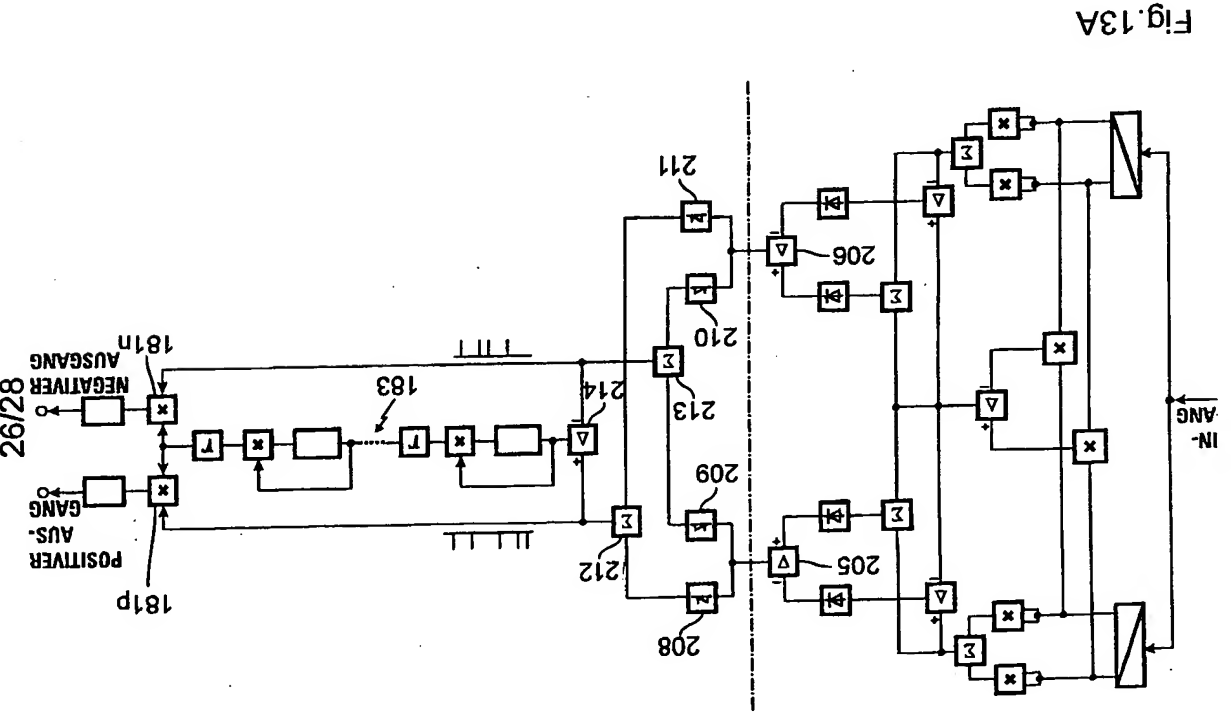 208
181p
212
205
POSITIVER
AUS-
GANG
209
IN-
ANG
183
214
213
NEGATIVER
AUSGANG
181n
210
206
211
Fig.13A
26/28